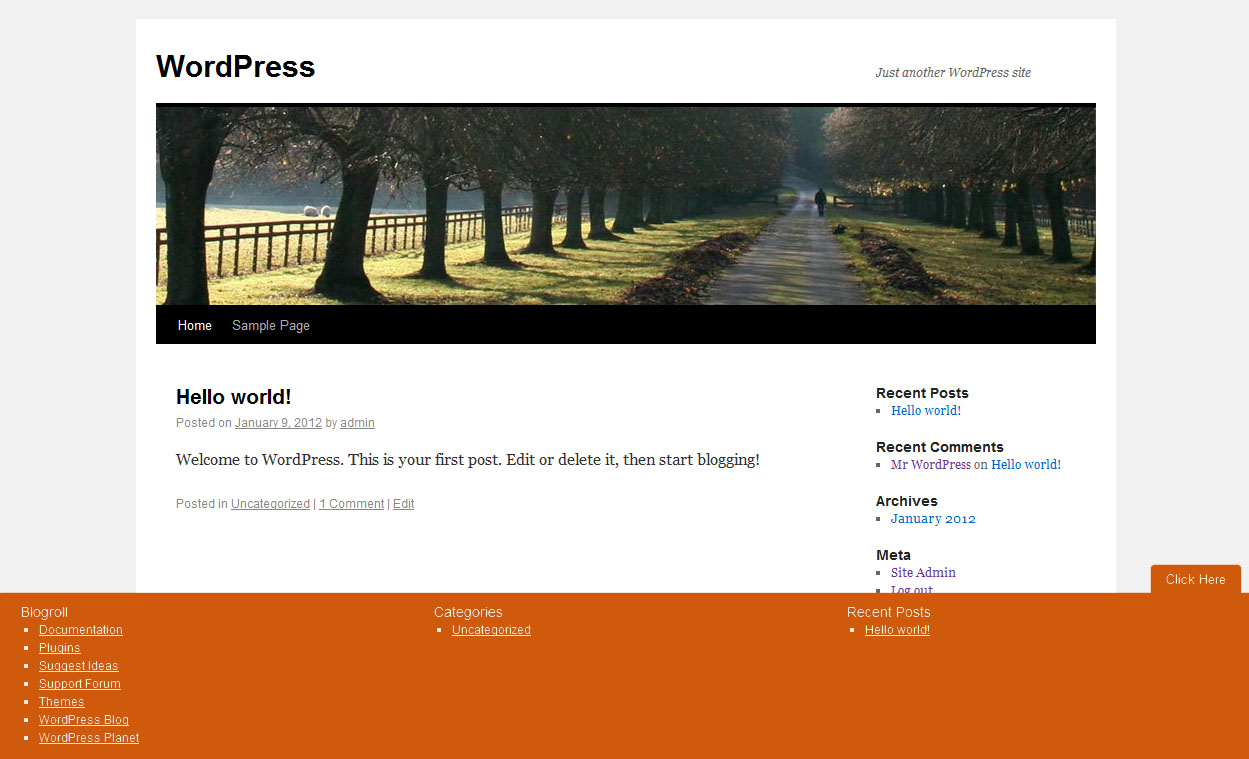 WordPress
Just another WordPress site
Home
Sample Page
Hello world!
Posted on January 9, 2012 by admin
Welcome to WordPress. This is your first post. Edit or delete it, then start blogging!
Posted in Uncategorized | 1 Comment | Edit
Recent Posts
Hello world!
Recent Comments
Mr WordPress on Hello world!
Archives
January 2012
Meta
Site Admin
Log out
Click Here
Blogroll
Documentation
Plugins
Suggest Ideas
Support Forum
Themes
WordPress Blog
WordPress Planet
Categories
Uncategorized
Recent Posts
Hello world!